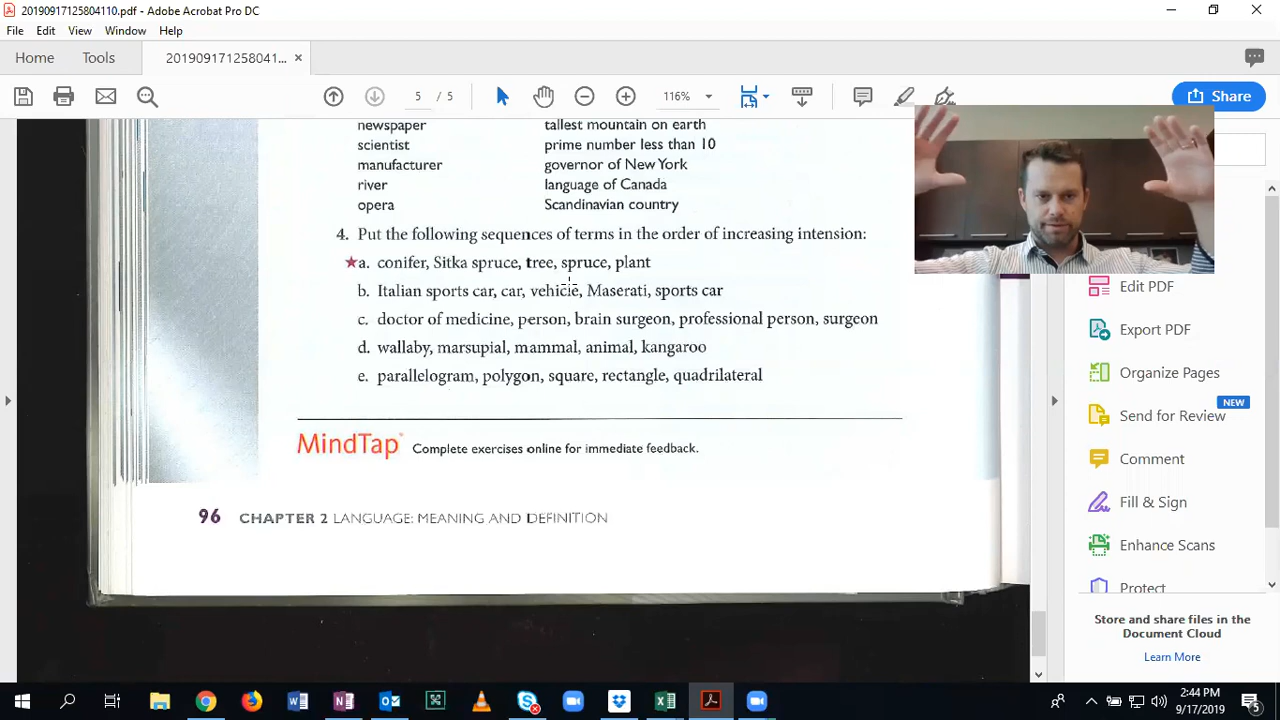 20190917125804110.pdf - Adobe Acrobat Pro DC
File Edit View Window Help
Home Tools 201909171258041... ×
5 / 5 116% Share
newspaper tallest mountain on earth
scientist prime number less than 10
manufacturer governor of New York
river language of Canada
opera Scandinavian country
4. Put the following sequences of terms in the order of increasing intension:
★a. conifer, Sitka spruce, tree, spruce, plant
b. Italian sports car, car, vehicle, Maserati, sports car
c. doctor of medicine, person, brain surgeon, professional person, surgeon
d. wallaby, marsupial, mammal, animal, kangaroo
e. parallelogram, polygon, square, rectangle, quadrilateral
MindTap® Complete exercises online for immediate feedback.
96 CHAPTER 2 LANGUAGE: MEANING AND DEFINITION
Edit PDF
Export PDF
Organize Pages
NEW
Send for Review
Comment
Fill & Sign
Enhance Scans
Protect
Store and share files in the
Document Cloud
Learn More
2:44 PM
9/17/2019
5